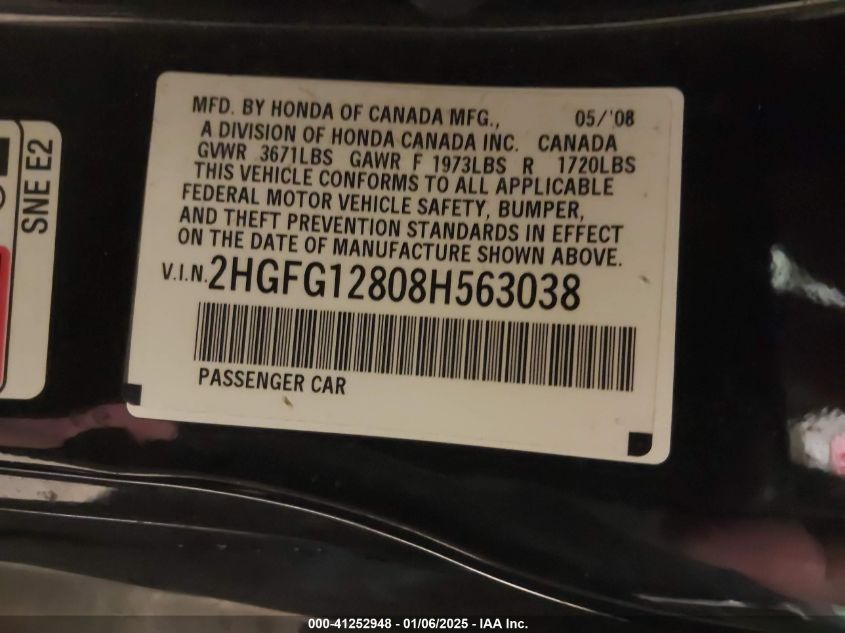 MFD. BY HONDA OF CANADA MFG., 05/'08
A DIVISION OF HONDA CANADA INC. CANADA
GVWR 3671LBS GAWR F 1973LBS R 1720LBS
THIS VEHICLE CONFORMS TO ALL APPLICABLE
FEDERAL MOTOR VEHICLE SAFETY, BUMPER,
AND THEFT PREVENTION STANDARDS IN EFFECT
ON THE DATE OF MANUFACTURE SHOWN ABOVE.
V.I.N. 2HGFG12808H563038
PASSENGER CAR
SNE E2
000-41252948 - 01/06/2025 - IAA Inc.